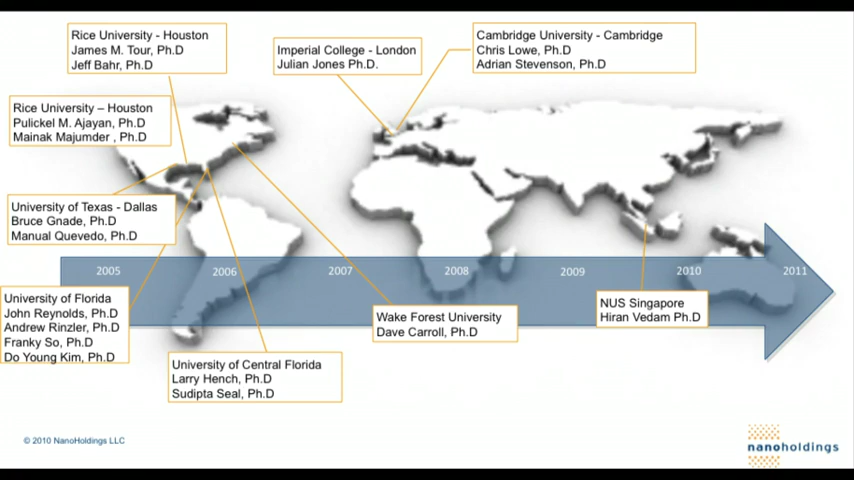 Rice University - Houston
James M. Tour, Ph.D
Jeff Bahr, Ph.D
Imperial College - London
Julian Jones Ph.D.
Cambridge University - Cambridge
Chris Lowe, Ph.D
Adrian Stevenson, Ph.D
Rice University – Houston
Pulickel M. Ajayan, Ph.D
Mainak Majumder , Ph.D
University of Texas - Dallas
Bruce Gnade, Ph.D
Manual Quevedo, Ph.D
2005 2006 2007 2008 2009 2010 2011
University of Florida
John Reynolds, Ph.D
Andrew Rinzler, Ph.D
Franky So, Ph.D
Do Young Kim, Ph.D
Wake Forest University
Dave Carroll, Ph.D
NUS Singapore
Hiran Vedam Ph.D
University of Central Florida
Larry Hench, Ph.D
Sudipta Seal, Ph.D
© 2010 NanoHoldings LLC
nanoholdings